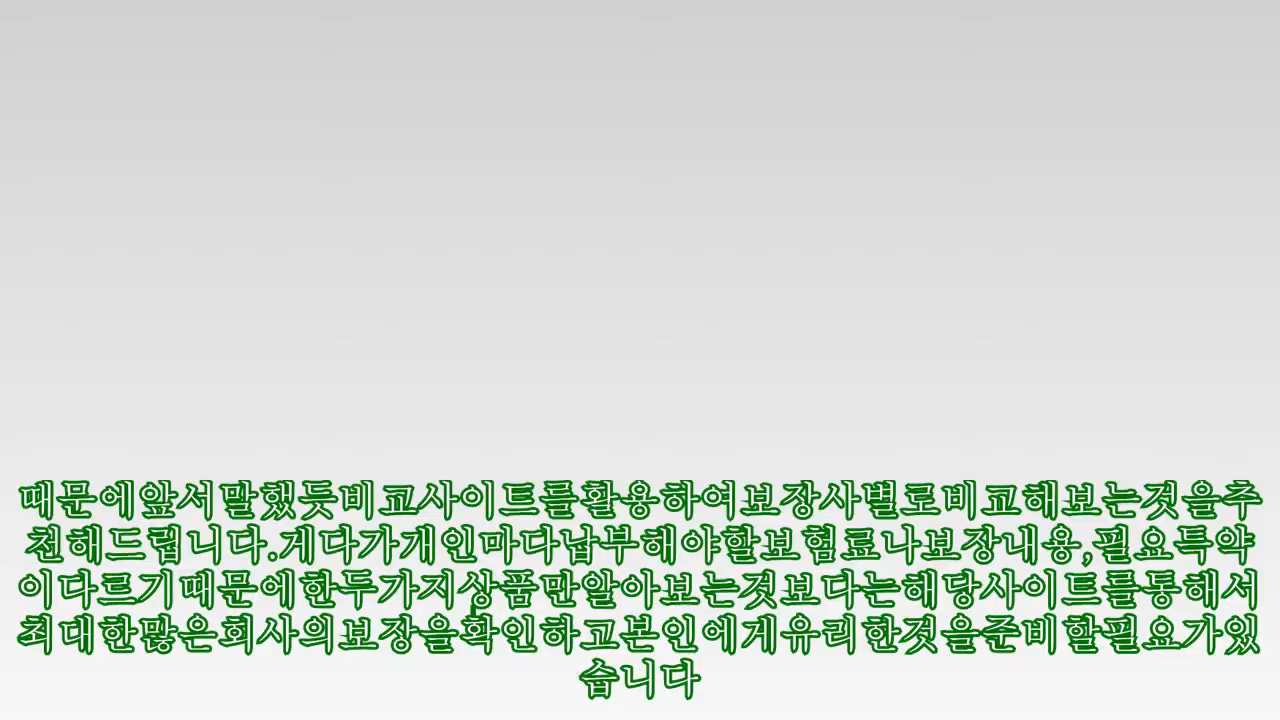 때문에앞서말했듯비교사이트를활용하여보장사별로비교해보는것을추
천해드립니다.게다가개인마다납부해야할보험료나보장내용,필요특약
이다르기때문에한두가지상품만알아보는것보다는해당사이트를통해서
최대한많은회사의보장을확인하고본인에게유리한것을준비할필요가있
습니다